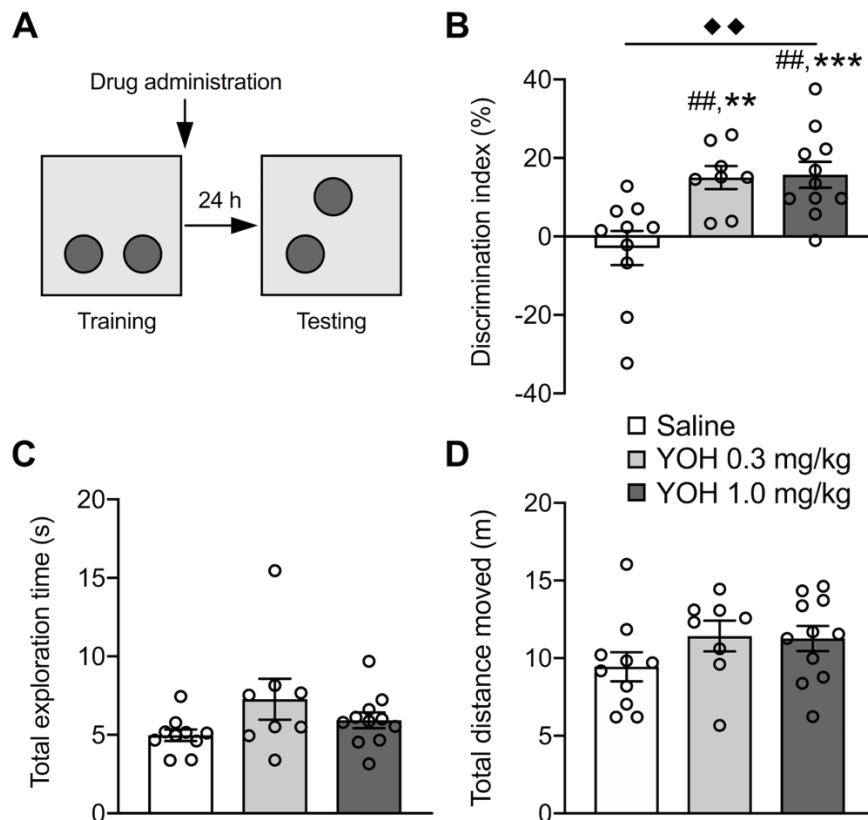 A
Drug administration
24 h
Training
Testing
B
◆◆
##,**
##,***
Discrimination index (%)
40
20
0
-20
-40
Saline
YOH 0.3 mg/kg
YOH 1.0 mg/kg
C
Total exploration time (s)
20
15
10
5
0
D
Total distance moved (m)
20
15
10
5
0